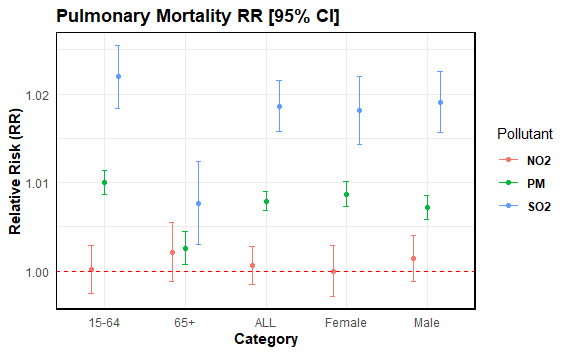 Pulmonary Mortality RR [95% CI]
Relative Risk (RR)
1.02
1.01
1.00
15-64 65+ ALL Female Male
Category
Pollutant
NO2
PM
SO2